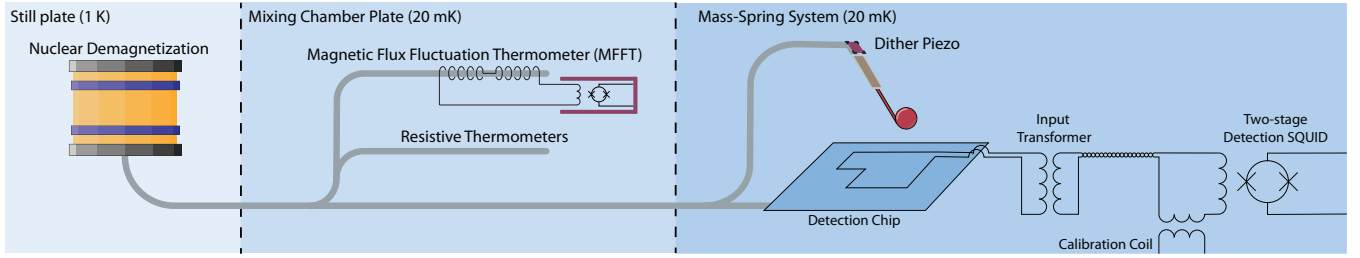 Still plate (1 K)
Mixing Chamber Plate (20 mK)
Mass-Spring System (20 mK)
Nuclear Demagnetization
Magnetic Flux Fluctuation Thermometer (MFFT)
Dither Piezo
Resistive Thermometers
Input
Transformer
Two-stage
Detection SQUID
Detection Chip
Calibration Coil